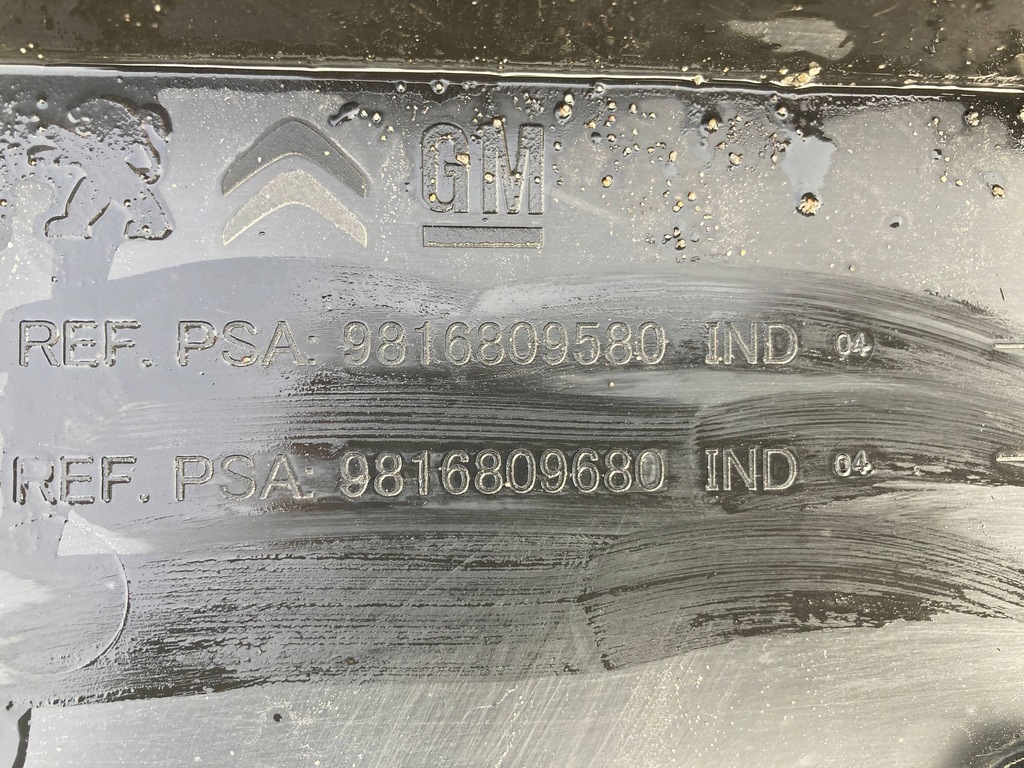 GM
REF. PSA: 9816809580 IND 04
REF. PSA: 9816809680 IND 04